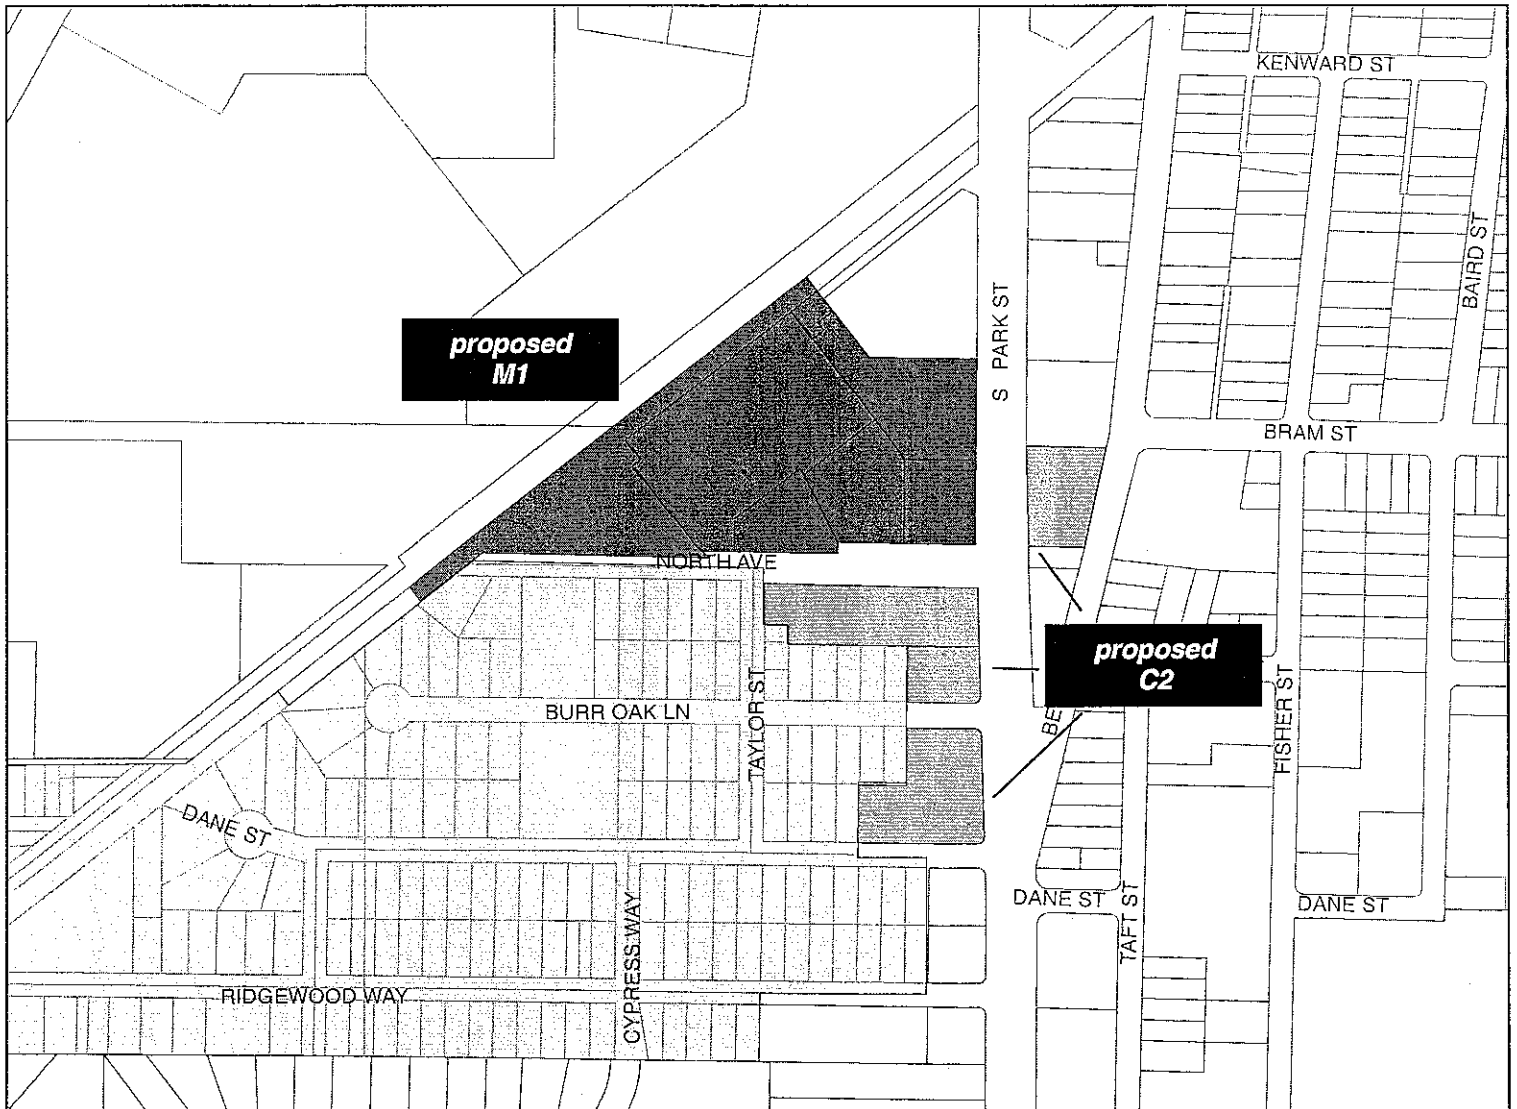 KENWARD ST
BAIRD ST
S PARK ST
proposed
M1
BRAM ST
NORTH AVE
proposed
C2
TAYLOR ST
BURR OAK LN
FISHER ST
DANE ST
DANE ST
TAFT ST
DANE ST
CYPRESS WAY
RIDGEWOOD WAY